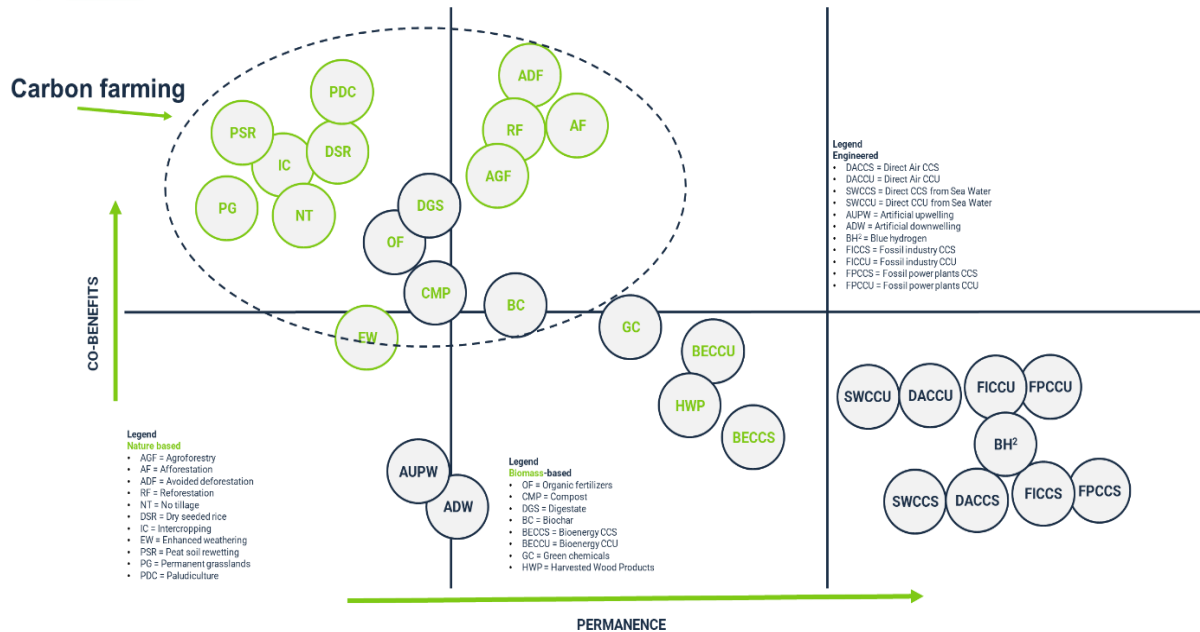 Carbon farming
ADF
PDC
RF
AF
PSR
DSR
IC
AGF
PG
NT
DGS
OF
CMP
BC
EW
GC
BECCU
HWP
BECCS
AUPW
ADW
SWCCU
DACCU
FICCU
FPCCU
BH²
SWCCS
DACCS
FICCS
FPCCS
CO-BENEFITS
PERMANENCE
Legend
Engineered
• DACCS = Direct Air CCS
• DACCU = Direct Air CCU
• SWCCS = Direct CCS from Sea Water
• SWCCU = Direct CCU from Sea Water
• AUPW = Artificial upwelling
• ADW = Artificial downwelling
• BH² = Blue hydrogen
• FICCS = Fossil industry CCS
• FICCU = Fossil industry CCU
• FPCCS = Fossil power plants CCS
• FPCCU = Fossil power plants CCU
Legend
Nature based
• AGF = Agroforestry
• AF = Afforestation
• ADF = Avoided deforestation
• RF = Reforestation
• NT = No tillage
• DSR = Dry seeded rice
• IC = Intercropping
• EW = Enhanced weathering
• PSR = Peat soil rewetting
• PG = Permanent grasslands
• PDC = Paludiculture
Legend
Biomass-based
• OF = Organic fertilizers
• CMP = Compost
• DGS = Digestate
• BC = Biochar
• BECCS = Bioenergy CCS
• BECCU = Bioenergy CCU
• GC = Green chemicals
• HWP = Harvested Wood Products